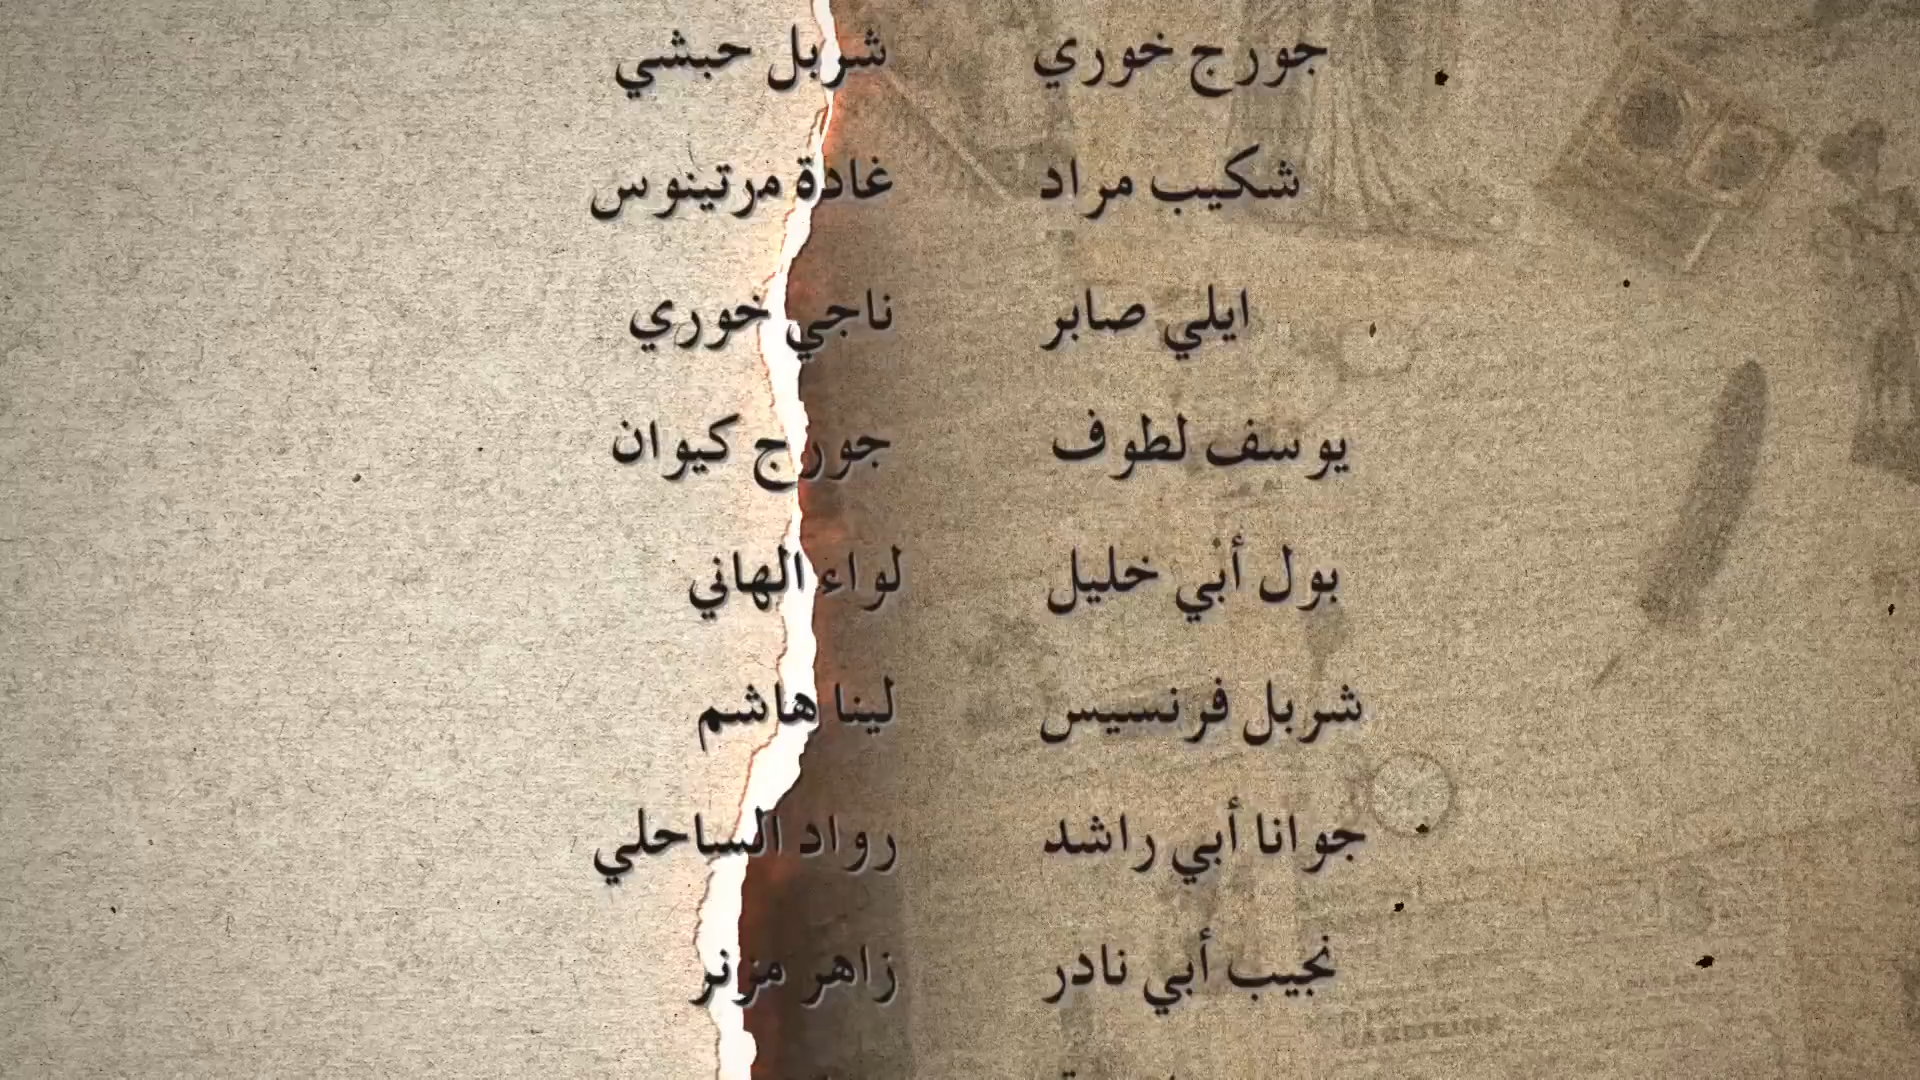 جورج خوري شربل حبشي
شكيب مراد غادة مرتينوس
ايلي صابر ناجي خوري
يوسف لطوف جورج كيوان
بول أبي خليل لواء الهاني
شربل فرنسيس لينا هاشم
جوانا أبي راشد رواد الساحلي
نجيب أبي نادر زاهر مزنر